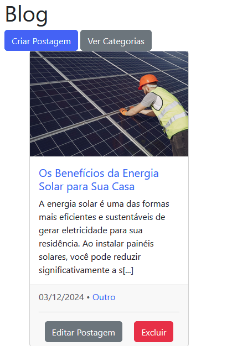 Blog
Criar Postagem Ver Categorias
Os Benefícios da Energia
Solar para Sua Casa
A energia solar é uma das formas
mais eficientes e sustentáveis de
gerar eletricidade para sua
residência. Ao instalar painéis
solares, você pode reduzir
significativamente a s[...]
03/12/2024 • Outro
Editar Postagem Excluir